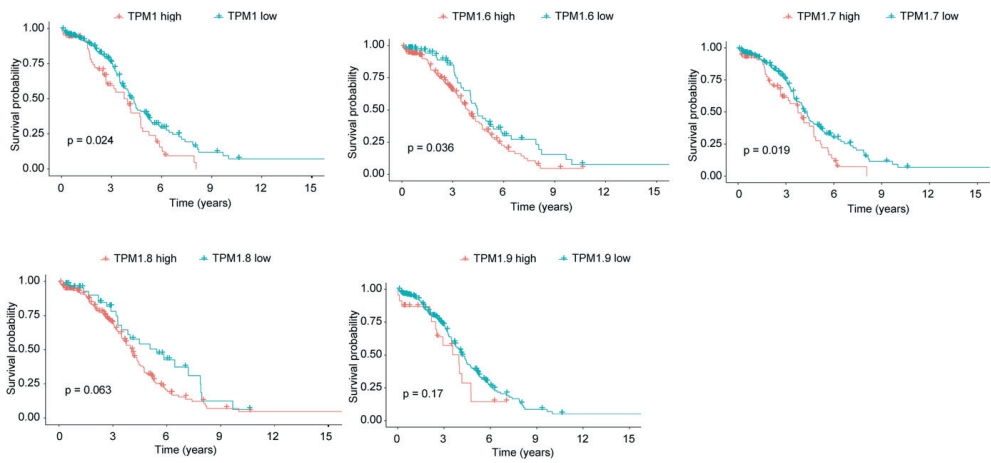 TPM1 high TPM1 low
Survival probability
1.00
0.75
0.50
0.25
0.00
p = 0.024
0 3 6 9 12 15
Time (years)
TPM1.6 high TPM1.6 low
Survival probability
1.00
0.75
0.50
0.25
0.00
p = 0.036
0 3 6 9 12 15
Time (years)
TPM1.7 high TPM1.7 low
Survival probability
1.00
0.75
0.50
0.25
0.00
p = 0.019
0 3 6 9 12 15
Time (years)
TPM1.8 high TPM1.8 low
Survival probability
1.00
0.75
0.50
0.25
0.00
p = 0.063
0 3 6 9 12 15
Time (years)
TPM1.9 high TPM1.9 low
Survival probability
1.00
0.75
0.50
0.25
0.00
p = 0.17
0 3 6 9 12 15
Time (years)